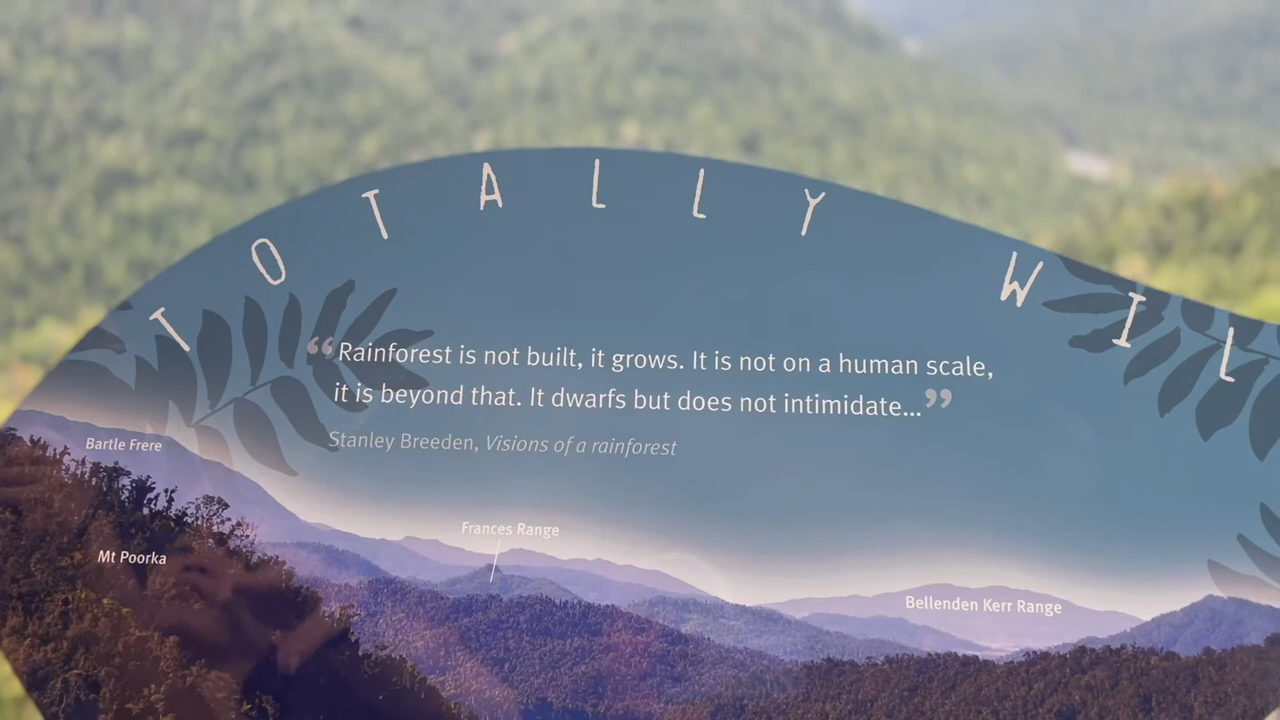 TOTALLY WIL
“Rainforest is not built, it grows. It is not on a human scale,
it is beyond that. It dwarfs but does not intimidate...”
Stanley Breeden, Visions of a rainforest
Bartle Frere
Frances Range
Mt Poorka
Bellenden Kerr Range